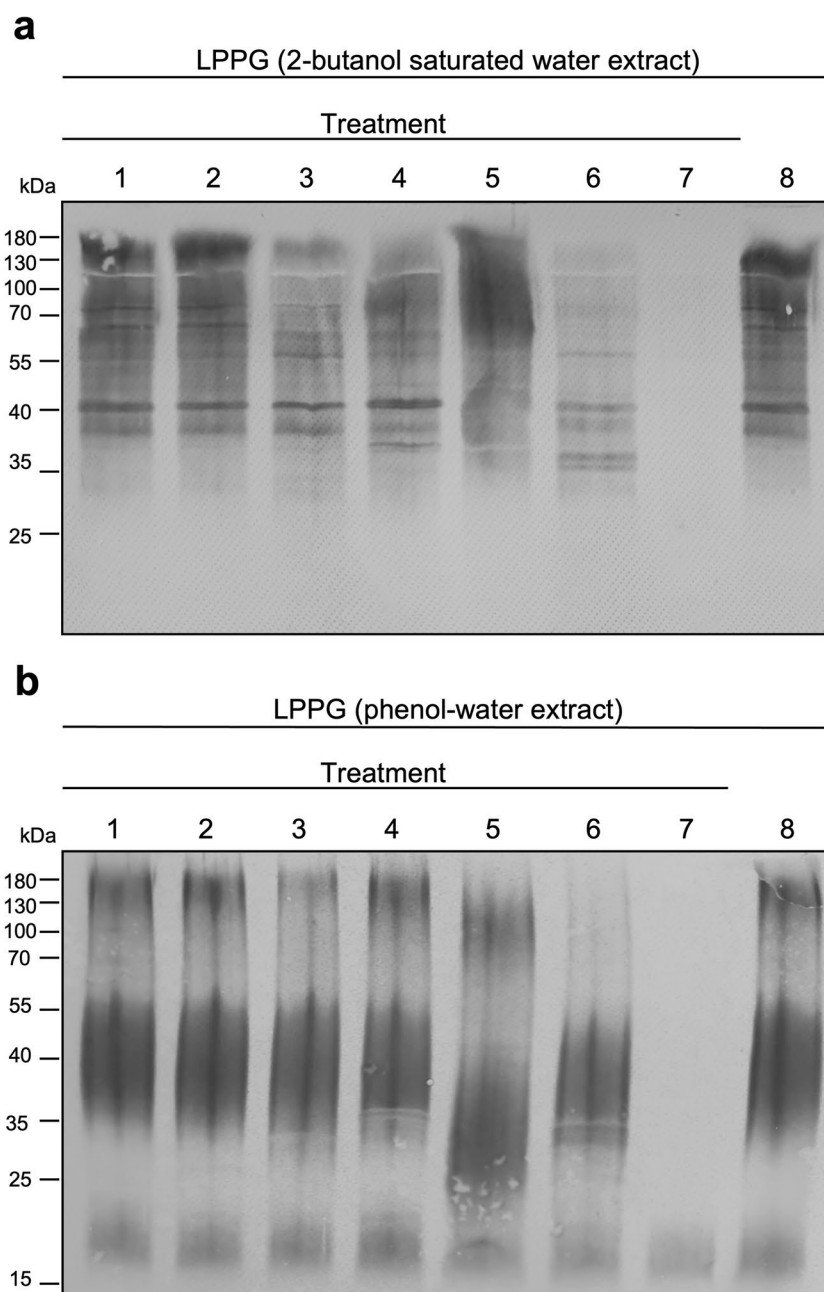 a
LPPG (2-butanol saturated water extract)
Treatment
kDa 1 2 3 4 5 6 7 8
180
130
100
70
55
40
35
25
b
LPPG (phenol-water extract)
Treatment
kDa 1 2 3 4 5 6 7 8
180
130
100
70
55
40
35
25
15